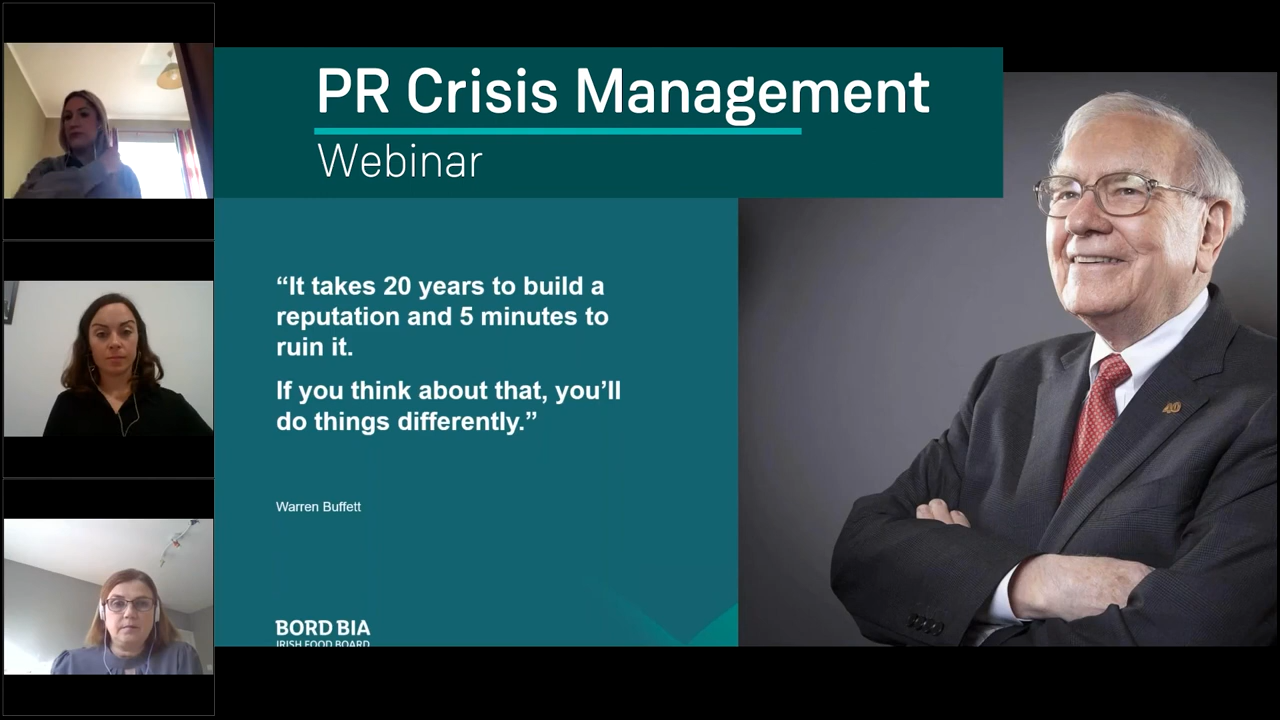 PR Crisis Management
Webinar
“It takes 20 years to build a
reputation and 5 minutes to
ruin it.
If you think about that, you’ll
do things differently.”
Warren Buffett
BORD BIA
IRISH FOOD BOARD